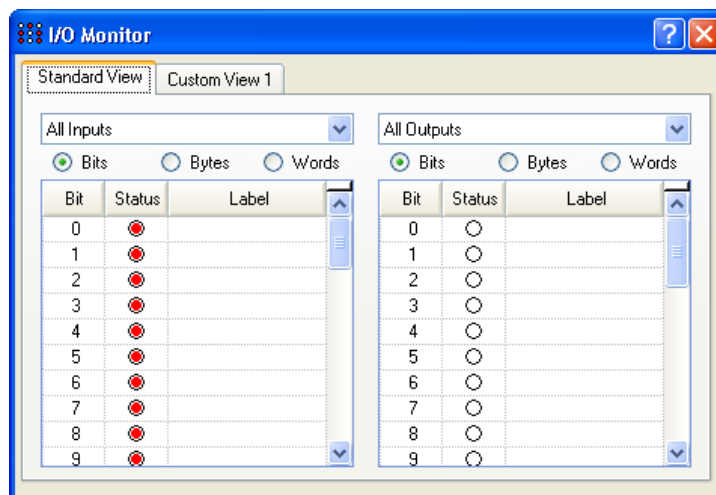 I/O Monitor
Standard View Custom View 1
All Inputs All Outputs
Bits Bytes Words Bits Bytes Words
Bit Status Label Bit Status Label
0 0
1 1
2 2
3 3
4 4
5 5
6 6
7 7
8 8
9 9